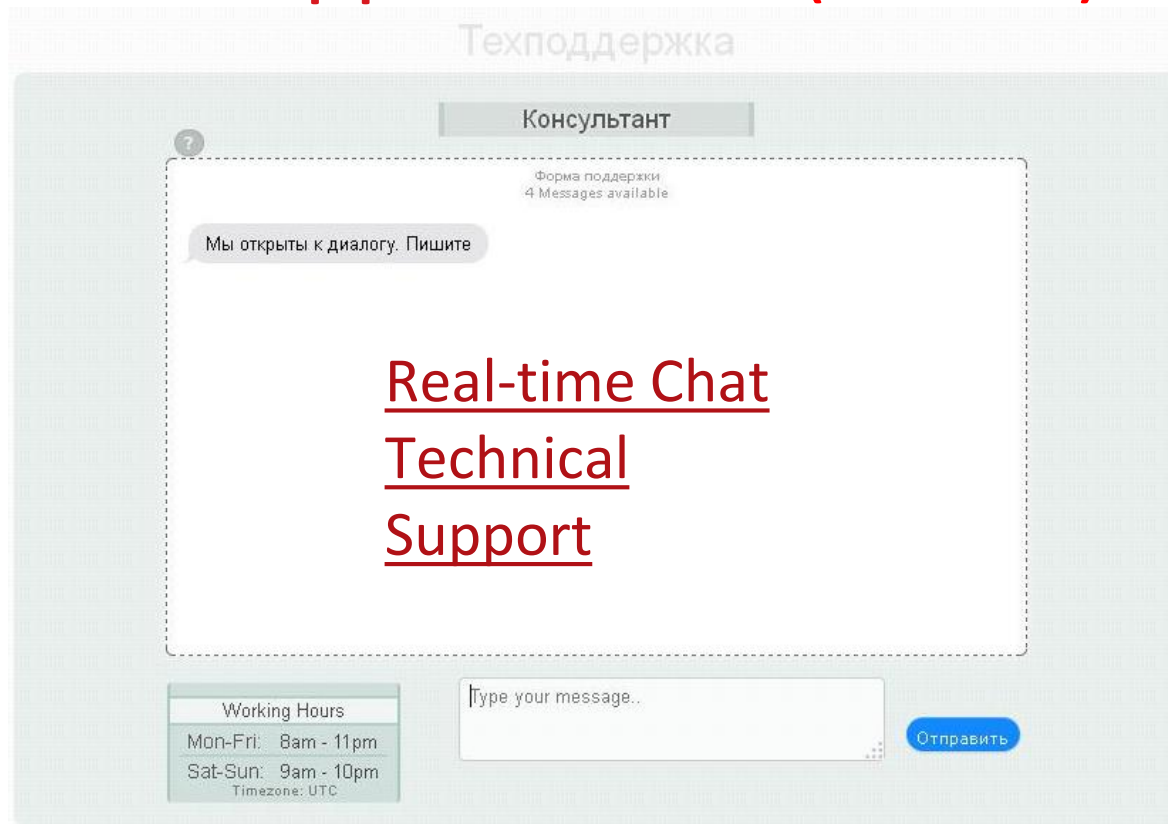 Техподдержка
Консультант
?
Форма поддержки
4 Messages available
Мы открыты к диалогу. Пишите
Real-time Chat
Technical
Support
Working Hours
Mon-Fri: 8am - 11pm
Sat-Sun: 9am - 10pm
Timezone: UTC
Type your message..
Отправить